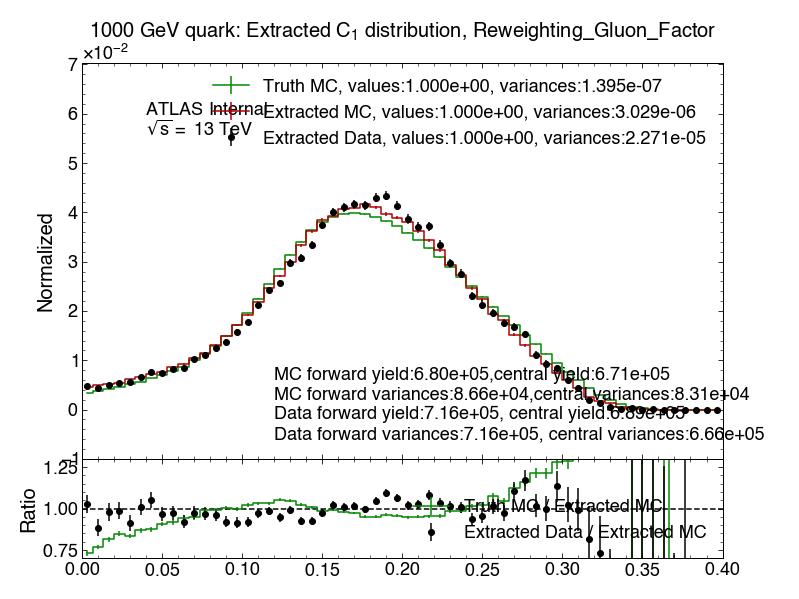 1000 GeV quark: Extracted C₁ distribution, Reweighting_Gluon_Factor
×10⁻²
Truth MC, values:1.000e+00, variances:1.395e-07
ATLAS Internal
Extracted MC, values:1.000e+00, variances:3.029e-06
√s = 13 TeV
Extracted Data, values:1.000e+00, variances:2.271e-05
7
6
5
4
3
2
1
0
-1
Normalized
MC forward yield:6.80e+05,central yield:6.71e+05
MC forward variances:8.66e+04,central variances:8.31e+04
Data forward yield:7.16e+05, central yield:6.89e+05
Data forward variances:7.16e+05, central variances:6.66e+05
1.25
1.00
0.75
Ratio
Truth MC / Extracted MC
Extracted Data / Extracted MC
0.00 0.05 0.10 0.15 0.20 0.25 0.30 0.35 0.40